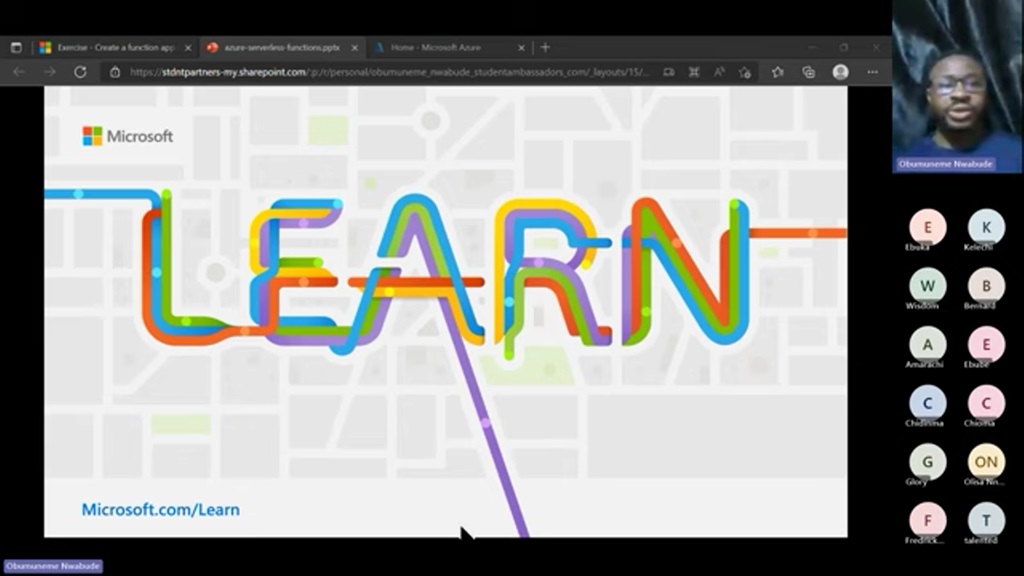 Exercise - Create a function app
azure-serverless-functions.pptx
Home - Microsoft Azure
https://stdntpartners-my.sharepoint.com/:p:/r/personal/obumuneme_nwabude_studentambassadors_com/_layouts/15/...
Microsoft
LEARN
Microsoft.com/Learn
Obumuneme Nwabude
E
K
Ebuka
Kelechi
W
B
Wisdom
Bernard
A
E
Amarachi
Ebube
C
C
Chidinma
Chioma
G
ON
Glory
Olisa Nn...
F
T
Fredrick...
talented
Obumuneme Nwabude